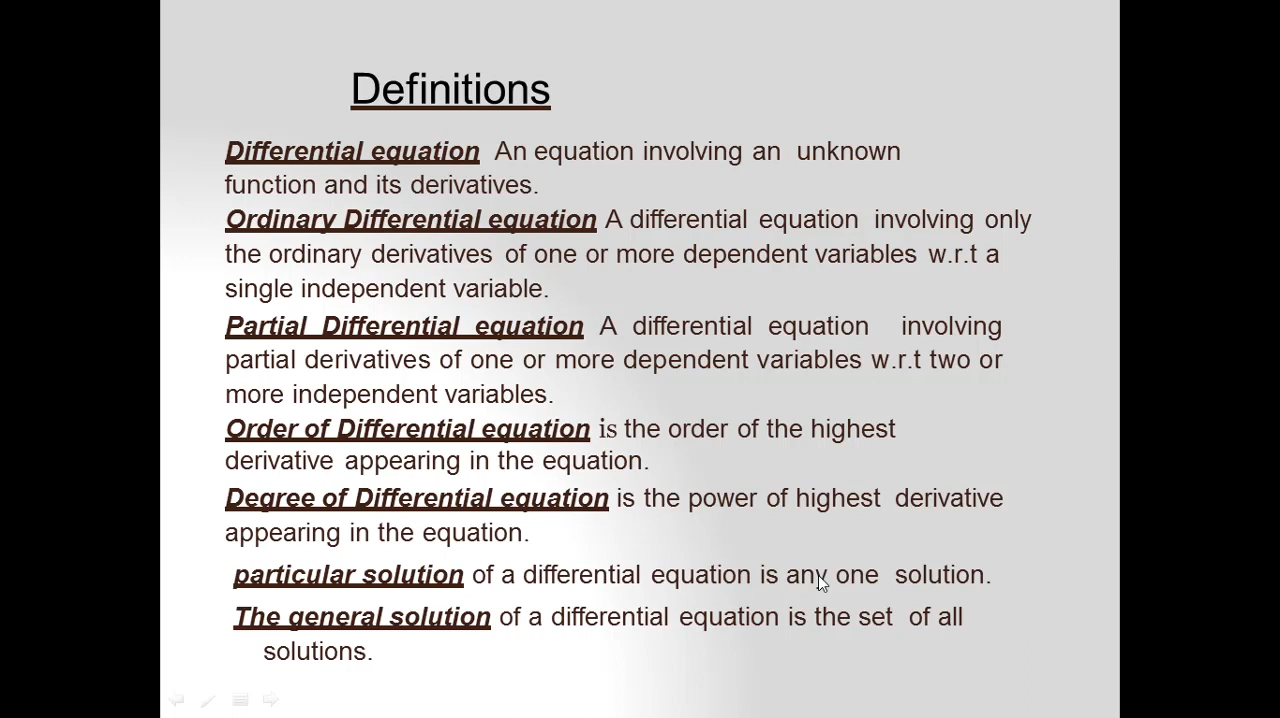 Definitions
Differential equation An equation involving an unknown
function and its derivatives.
Ordinary Differential equation A differential equation involving only
the ordinary derivatives of one or more dependent variables w.r.t a
single independent variable.
Partial Differential equation A differential equation involving
partial derivatives of one or more dependent variables w.r.t two or
more independent variables.
Order of Differential equation is the order of the highest
derivative appearing in the equation.
Degree of Differential equation is the power of highest derivative
appearing in the equation.
particular solution of a differential equation is any one solution.
The general solution of a differential equation is the set of all
solutions.